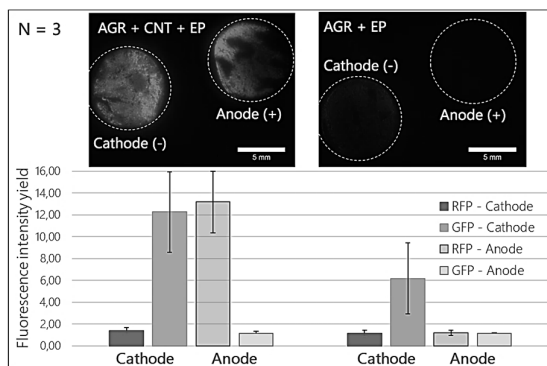 N = 3
AGR + CNT + EP
Cathode (-)
Anode (+)
5 mm
AGR + EP
Cathode (-)
Anode (+)
5 mm
Fluorescence intensity yield
16,00
14,00
12,00
10,00
8,00
6,00
4,00
2,00
0,00
RFP - Cathode
GFP - Cathode
RFP - Anode
GFP - Anode
Cathode Anode Cathode Anode